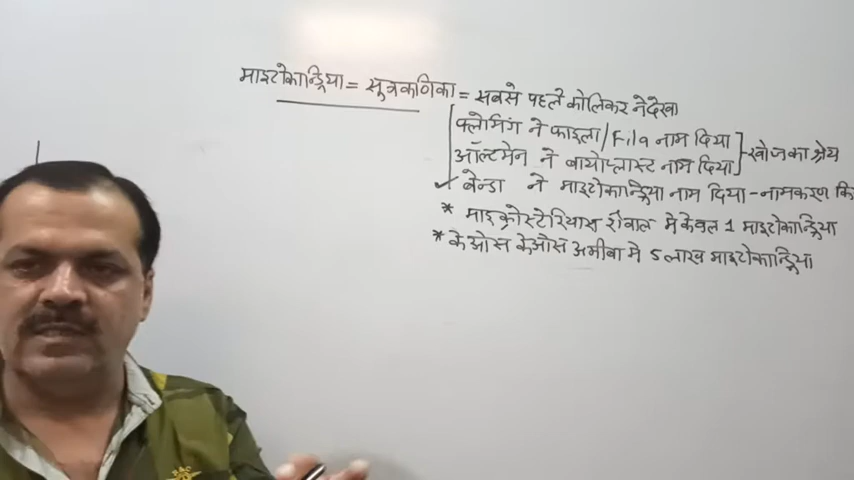 माइटोकान्ड्रिया = सूत्रकणिका = सबसे पहले कोलिकर ने देखा
फ्लेमिंग ने फाइला/Fila नाम दिया
ऑल्टमेन ने बायोप्लास्ट नाम दिया
खोज का श्रेय
✓ बेन्डा ने माइटोकान्ड्रिया नाम दिया - नामकरण कि
* माइक्रोस्टेरियास शैवाल मे केवल 1 माइटोकान्ड्रिया
* केओस केओस अमीबा मे 5 लाख माइटोकान्ड्रिया